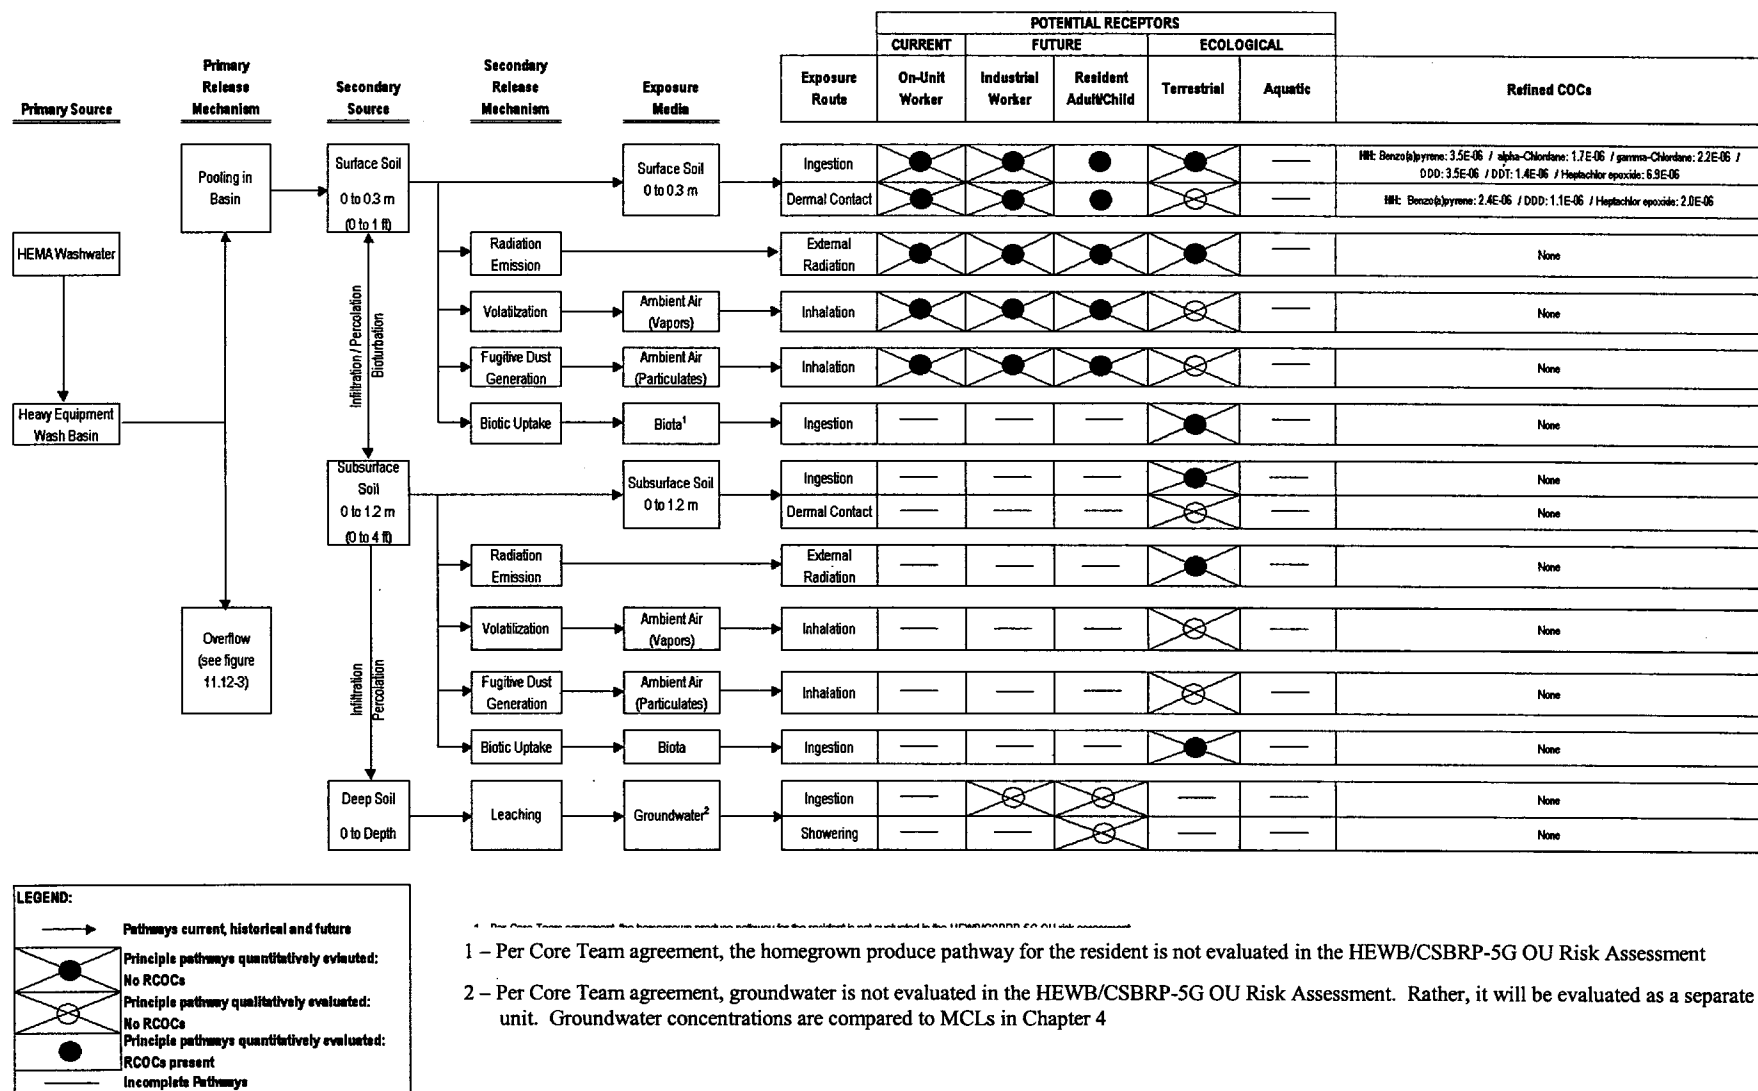 POTENTIAL RECEPTORS
CURRENT FUTURE ECOLOGICAL
Primary Source
Primary
Release
Mechanism
Secondary
Source
Secondary
Release
Mechanism
Exposure
Media
Exposure
Route
On-Unit
Worker
Industrial
Worker
Resident
Adult/Child
Terrestrial
Aquatic
Refined COCs
HEMA Washwater
Heavy Equipment
Wash Basin
Pooling in
Basin
Overflow
(see figure
11.12-3)
Surface Soil
0 to 0.3 m
(0 to 1 ft)
Infiltration / Percolation
Bioturbation
Subsurface
Soil
0 to 1.2 m
(0 to 4 ft)
Infiltration
Percolation
Deep Soil
0 to Depth
Surface Soil
0 to 0.3 m
Ingestion
HH: Benzo(a)pyrene: 3.5E-06 / alpha-Chlordane: 1.7E-06 / gamma-Chlordane: 2.2E-06 /
DDD: 3.5E-06 / DDT: 1.4E-06 / Heptachlor epoxide: 6.9E-06
Dermal Contact
HH: Benzo(a)pyrene: 2.4E-06 / DDD: 1.1E-06 / Heptachlor epoxide: 2.0E-06
Radiation
Emission
External
Radiation
None
Volatilization
Ambient Air
(Vapors)
Inhalation
None
Fugitive Dust
Generation
Ambient Air
(Particulates)
Inhalation
None
Biotic Uptake
Biota1
Ingestion
None
Subsurface Soil
0 to 1.2 m
Ingestion
None
Dermal Contact
None
Radiation
Emission
External
Radiation
None
Volatilization
Ambient Air
(Vapors)
Inhalation
None
Fugitive Dust
Generation
Ambient Air
(Particulates)
Inhalation
None
Biotic Uptake
Biota
Ingestion
None
Leaching
Groundwater2
Ingestion
None
Showering
None
LEGEND:
Pathways current, historical and future
Principle pathways quantitatively evluated:
No RCOCs
Principle pathway qualitatively evaluated:
No RCOCs
Principle pathways quantitatively evaluated:
RCOCs present
Incomplete Pathways
1 – Per Core Team agreement, the homegrown produce pathway for the resident is not evaluated in the HEWB/CSBRP-5G OU Risk Assessment
2 – Per Core Team agreement, groundwater is not evaluated in the HEWB/CSBRP-5G OU Risk Assessment. Rather, it will be evaluated as a separate
unit. Groundwater concentrations are compared to MCLs in Chapter 4